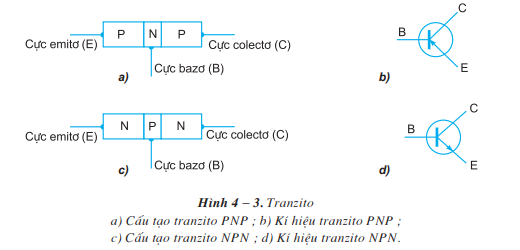 P N P
Cực emitơ (E) Cực colectơ (C)
Cực bazơ (B)
a)
C
B
E
b)
N P N
Cực emitơ (E) Cực colectơ (C)
Cực bazơ (B)
c)
C
B
E
d)
Hình 4 – 3. Tranzito
a) Cấu tạo tranzito PNP ; b) Kí hiệu tranzito PNP ;
c) Cấu tạo tranzito NPN ; d) Kí hiệu tranzito NPN.